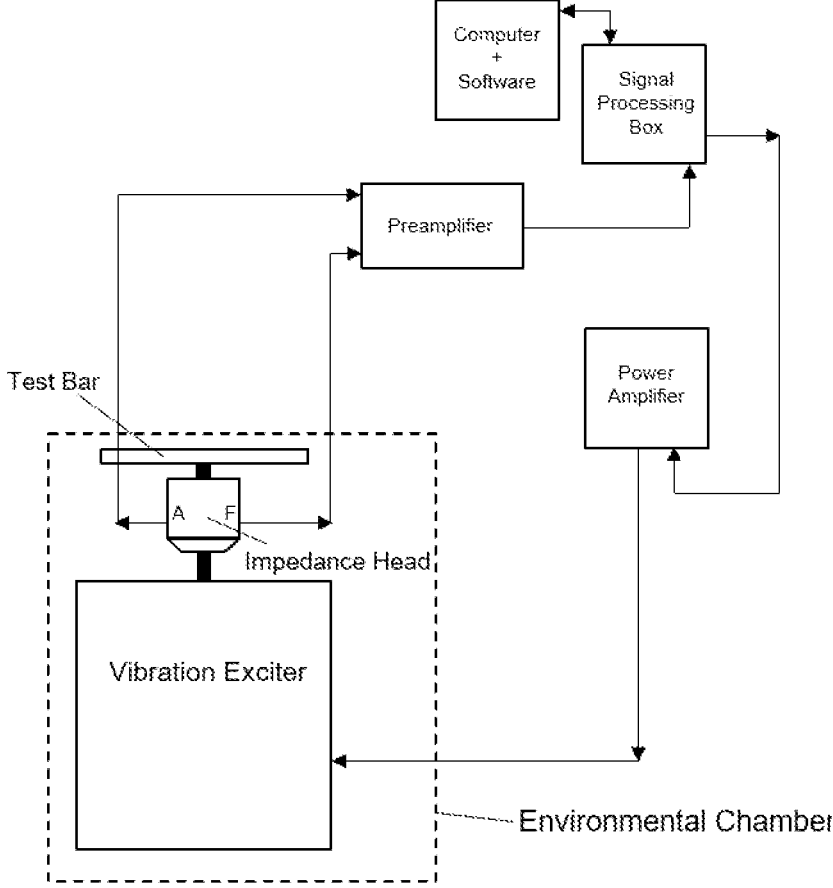 Computer
+
Software
Signal
Processing
Box
Preamplifier
Power
Amplifier
Test Bar
A F
Impedance Head
Vibration Exciter
Environmental Chamber